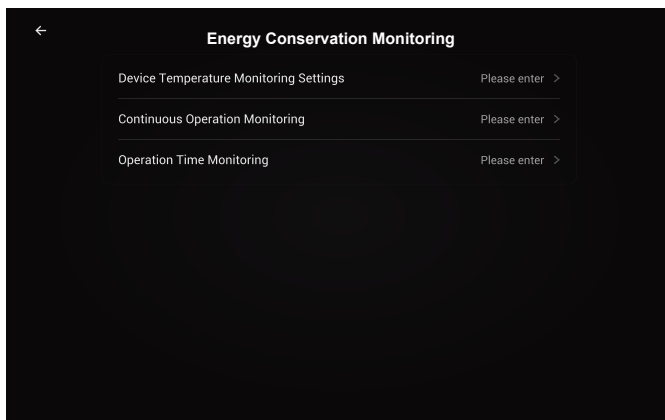 Energy Conservation Monitoring
Device Temperature Monitoring Settings Please enter >
Continuous Operation Monitoring Please enter >
Operation Time Monitoring Please enter >